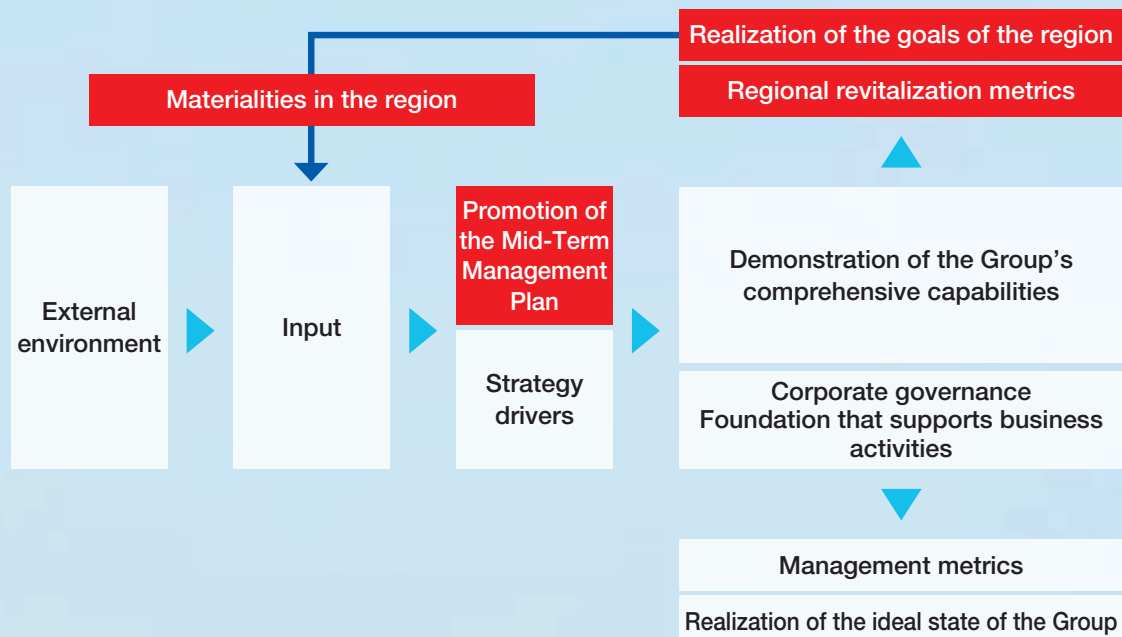 Realization of the goals of the region
Regional revitalization metrics
Materialities in the region
External
environment
Input
Promotion of
the Mid-Term
Management
Plan
Strategy
drivers
Demonstration of the Group’s
comprehensive capabilities
Corporate governance
Foundation that supports business
activities
Management metrics
Realization of the ideal state of the Group